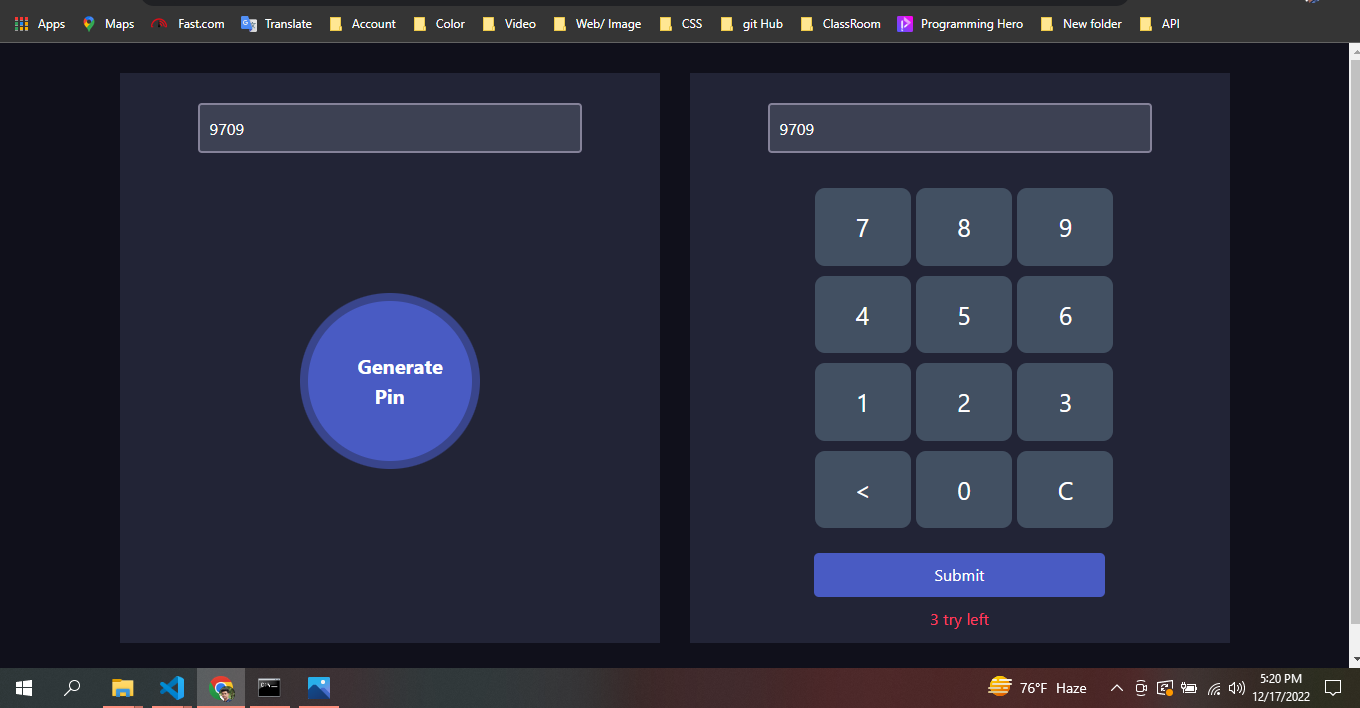 Apps Maps Fast.com Translate Account Color Video Web/ Image CSS git Hub ClassRoom Programming Hero New folder API
9709
Generate
Pin
9709
7 8 9
4 5 6
1 2 3
< 0 C
Submit
3 try left
76°F Haze
5:20 PM
12/17/2022